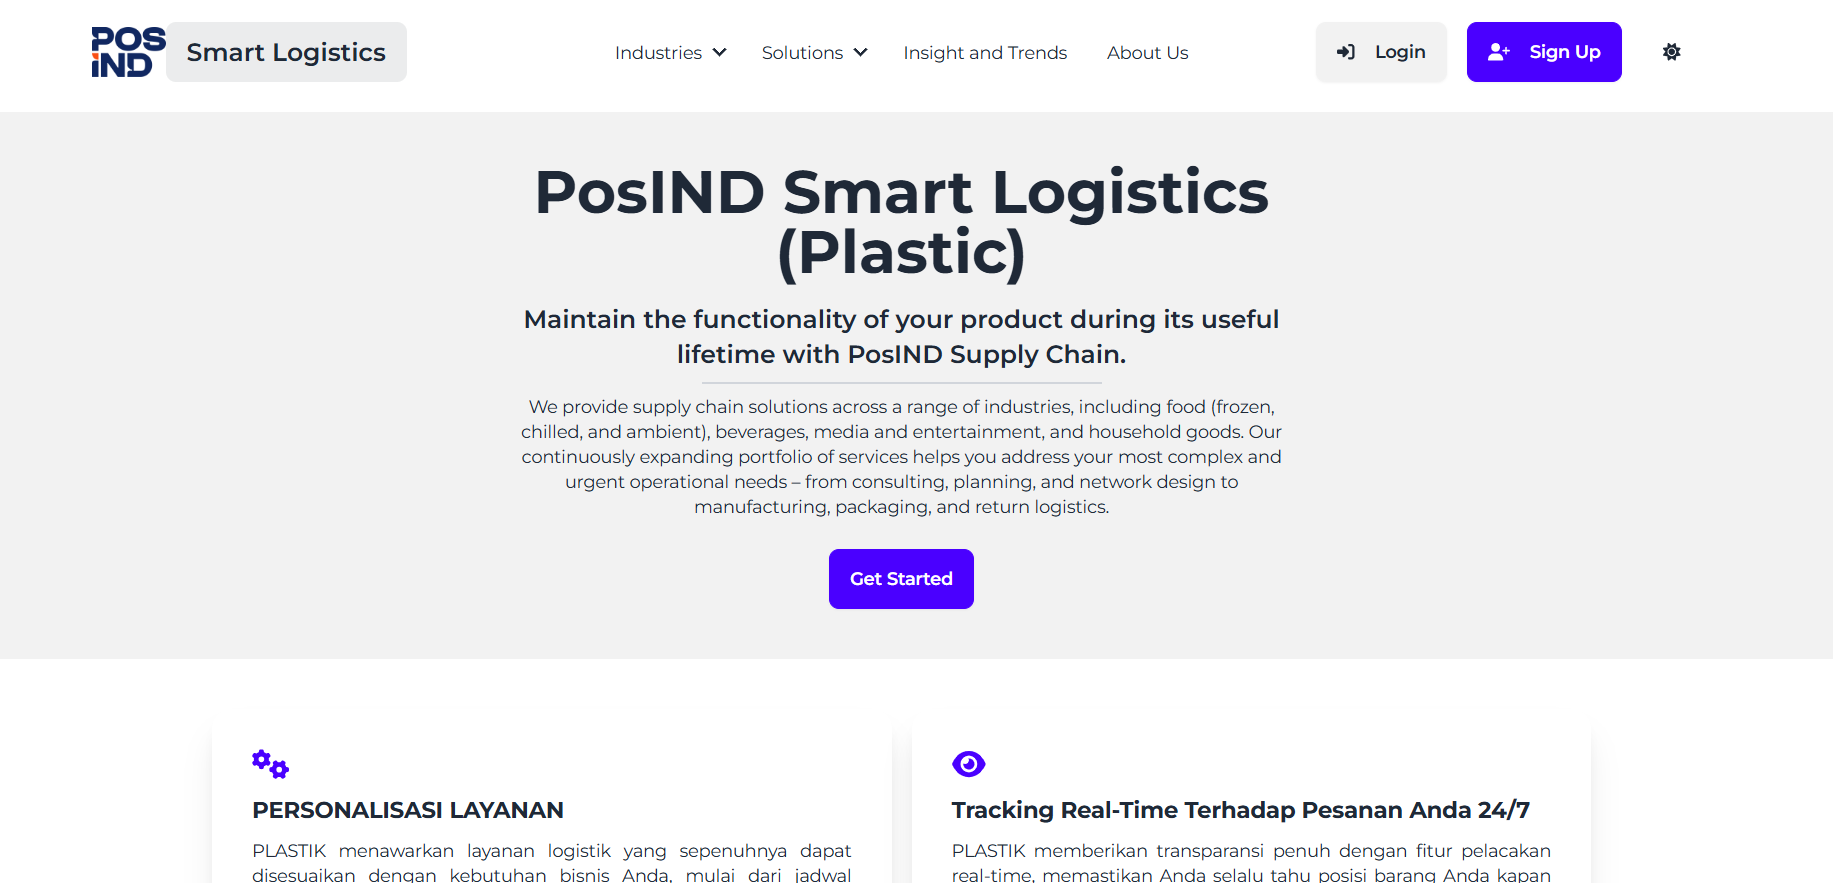 POS
IND
Smart Logistics
Industries
Solutions
Insight and Trends
About Us
Login
Sign Up
PosIND Smart Logistics
(Plastic)
Maintain the functionality of your product during its useful
lifetime with PosIND Supply Chain.
We provide supply chain solutions across a range of industries, including food (frozen,
chilled, and ambient), beverages, media and entertainment, and household goods. Our
continuously expanding portfolio of services helps you address your most complex and
urgent operational needs – from consulting, planning, and network design to
manufacturing, packaging, and return logistics.
Get Started
PERSONALISASI LAYANAN
PLASTIK menawarkan layanan logistik yang sepenuhnya dapat
disesuaikan dengan kebutuhan bisnis Anda, mulai dari jadwal
Tracking Real-Time Terhadap Pesanan Anda 24/7
PLASTIK memberikan transparansi penuh dengan fitur pelacakan
real-time, memastikan Anda selalu tahu posisi barang Anda kapan